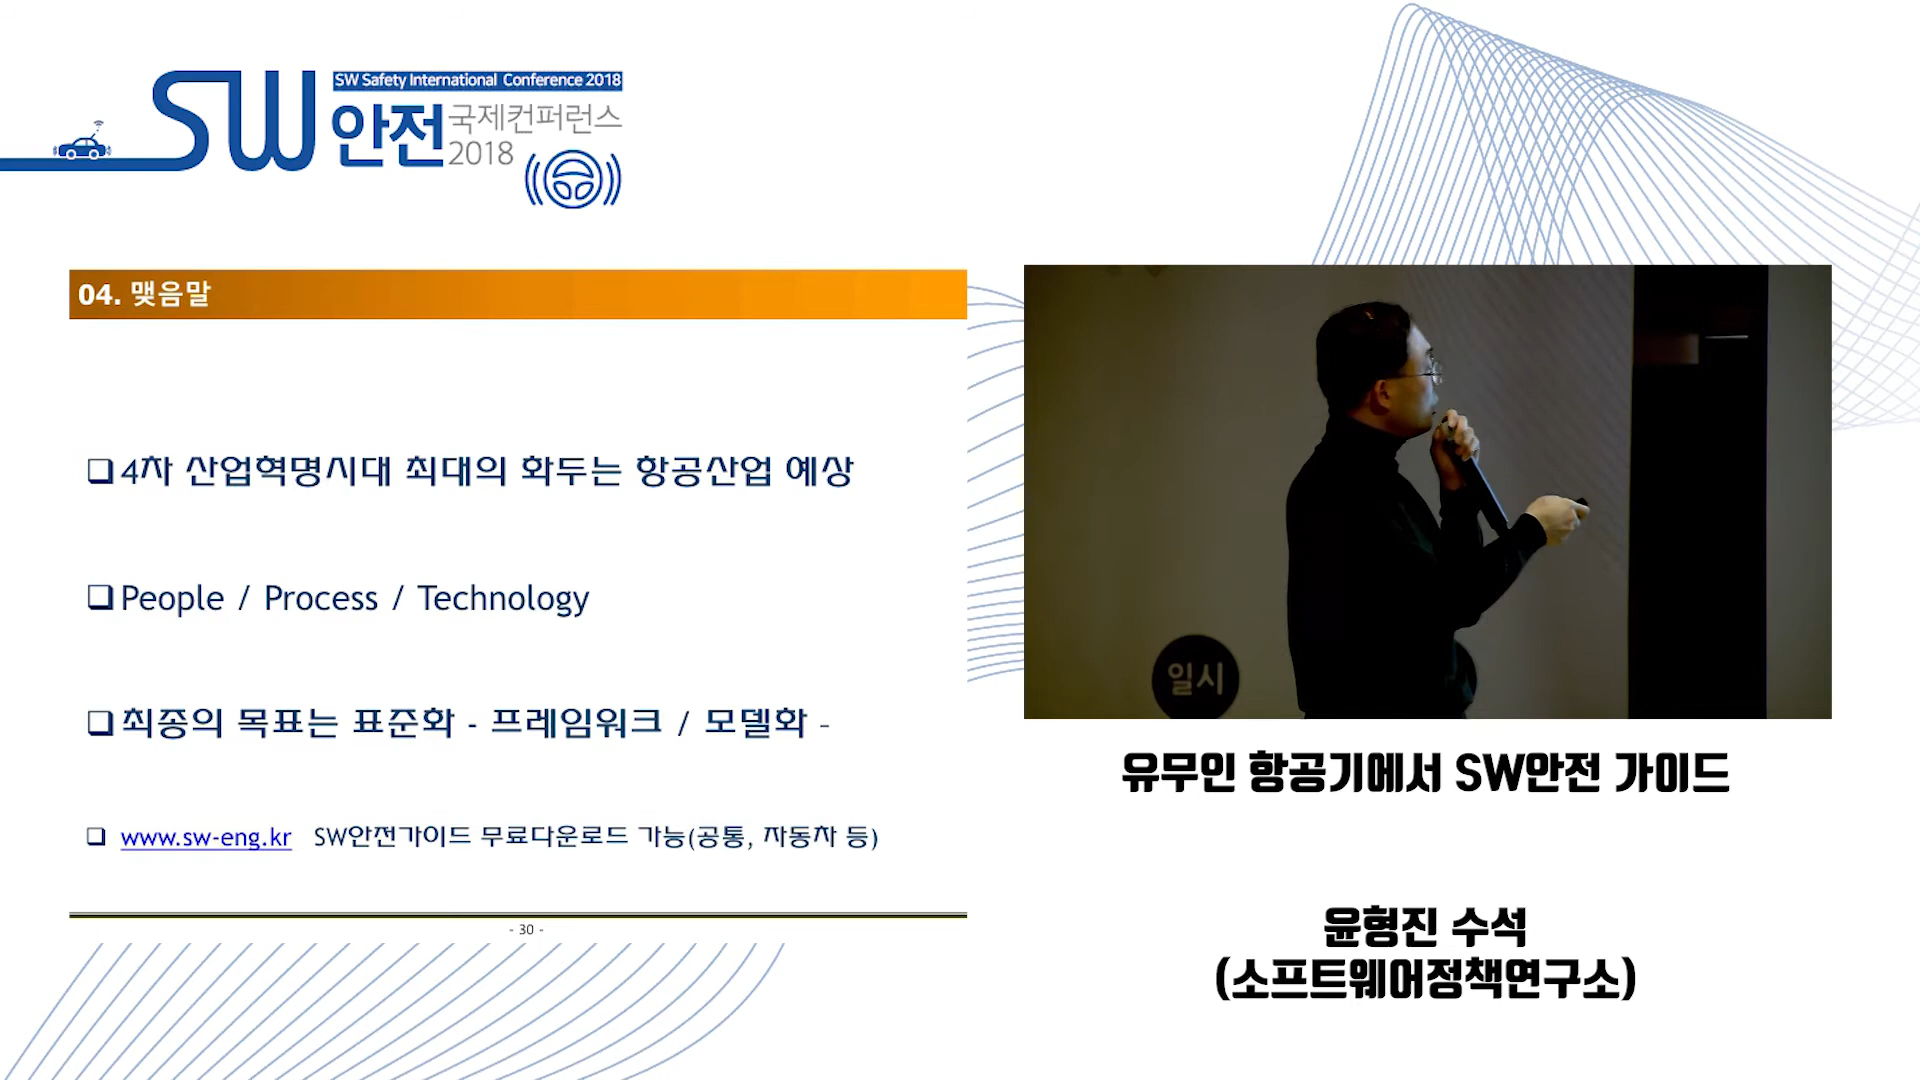 SW Safety International Conference 2018
SW 안전 국제컨퍼런스
2018
04. 맺음말
4차 산업혁명시대 최대의 화두는 항공산업 예상
People / Process / Technology
최종의 목표는 표준화 - 프레임워크 / 모델화 -
www.sw-eng.kr SW안전가이드 무료다운로드 가능(공통, 자동차 등)
- 30 -
일시
유무인 항공기에서 SW안전 가이드
윤형진 수석
(소프트웨어정책연구소)